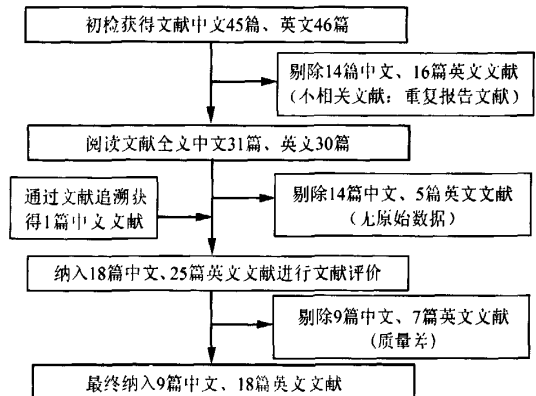 初检获得文献中文45篇、英文46篇
剔除14篇中文、16篇英文文献
(不相关文献；重复报告文献)
阅读文献全文中文31篇、英文30篇
通过文献追溯获
得1篇中文文献
剔除14篇中文、5篇英文文献
(无原始数据)
纳入18篇中文、25篇英文文献进行文献评价
剔除9篇中文、7篇英文文献
(质量差)
最终纳入9篇中文、18篇英文文献